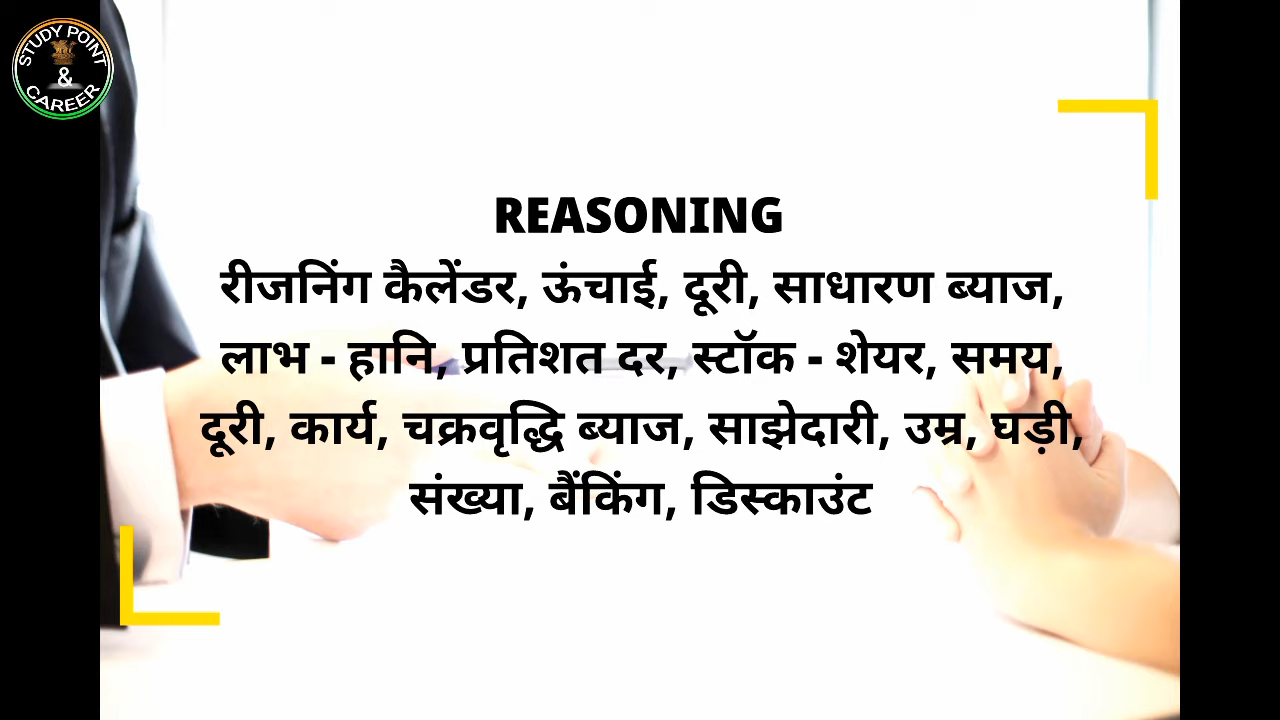 STUDY POINT
&
CAREER
REASONING
रीजनिंग कैलेंडर, ऊंचाई, दूरी, साधारण ब्याज,
लाभ - हानि, प्रतिशत दर, स्टॉक - शेयर, समय,
दूरी, कार्य, चक्रवृद्धि ब्याज, साझेदारी, उम्र, घड़ी,
संख्या, बैंकिंग, डिस्काउंट